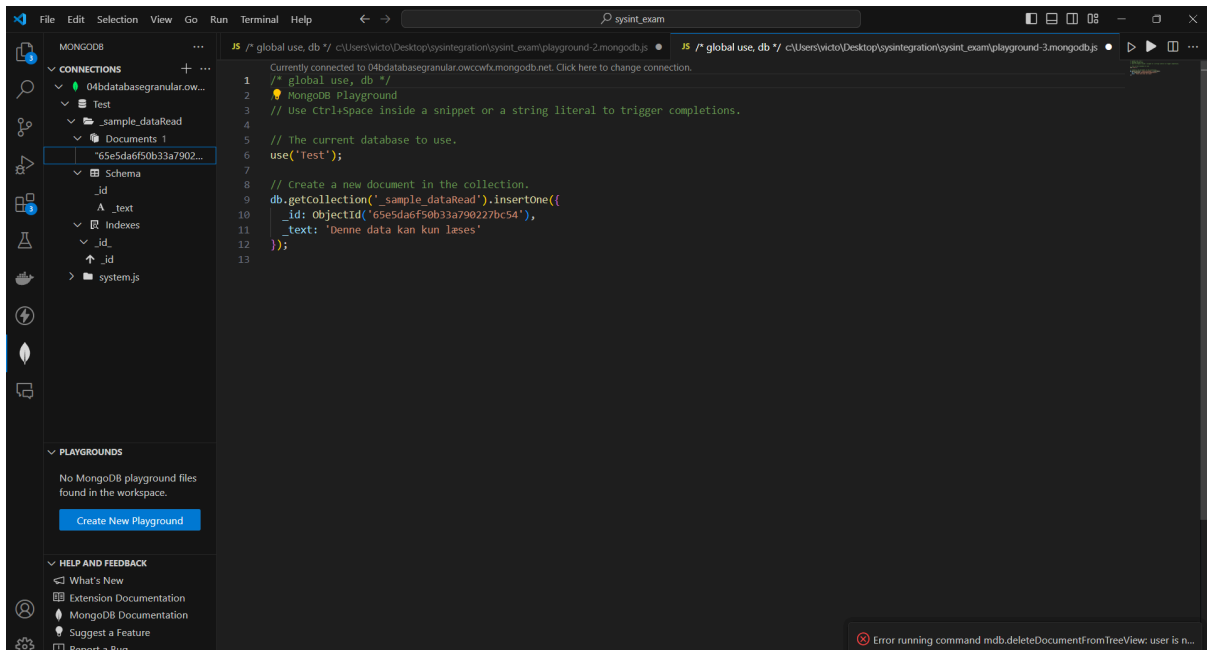 File Edit Selection View Go Run Terminal Help
sysint_exam
MONGODB
JS /* global use, db */ c:\Users\victo\Desktop\sysintegration\sysint_exam\playground-2.mongodb.js
JS /* global use, db */ c:\Users\victo\Desktop\sysintegration\sysint_exam\playground-3.mongodb.js
CONNECTIONS
04bdatabasegranular.ow...
Test
_sample_dataRead
Documents 1
"65e5da6f50b33a7902...
Schema
_id
A _text
Indexes
_id_
_id
system.js
Currently connected to 04bdatabasegranular.owccwfx.mongodb.net. Click here to change connection.
1 /* global use, db */
2 MongoDB Playground
3 // Use Ctrl+Space inside a snippet or a string literal to trigger completions.
4
5 // The current database to use.
6 use('Test');
7
8 // Create a new document in the collection.
9 db.getCollection('_sample_dataRead').insertOne({
10 _id: ObjectId('65e5da6f50b33a790227bc54'),
11 _text: 'Denne data kan kun læses'
12 });
13
PLAYGROUNDS
No MongoDB playground files
found in the workspace.
Create New Playground
HELP AND FEEDBACK
What's New
Extension Documentation
MongoDB Documentation
Suggest a Feature
Report a Bug
3
3
Error running command mdb.deleteDocumentFromTreeView: user is n...